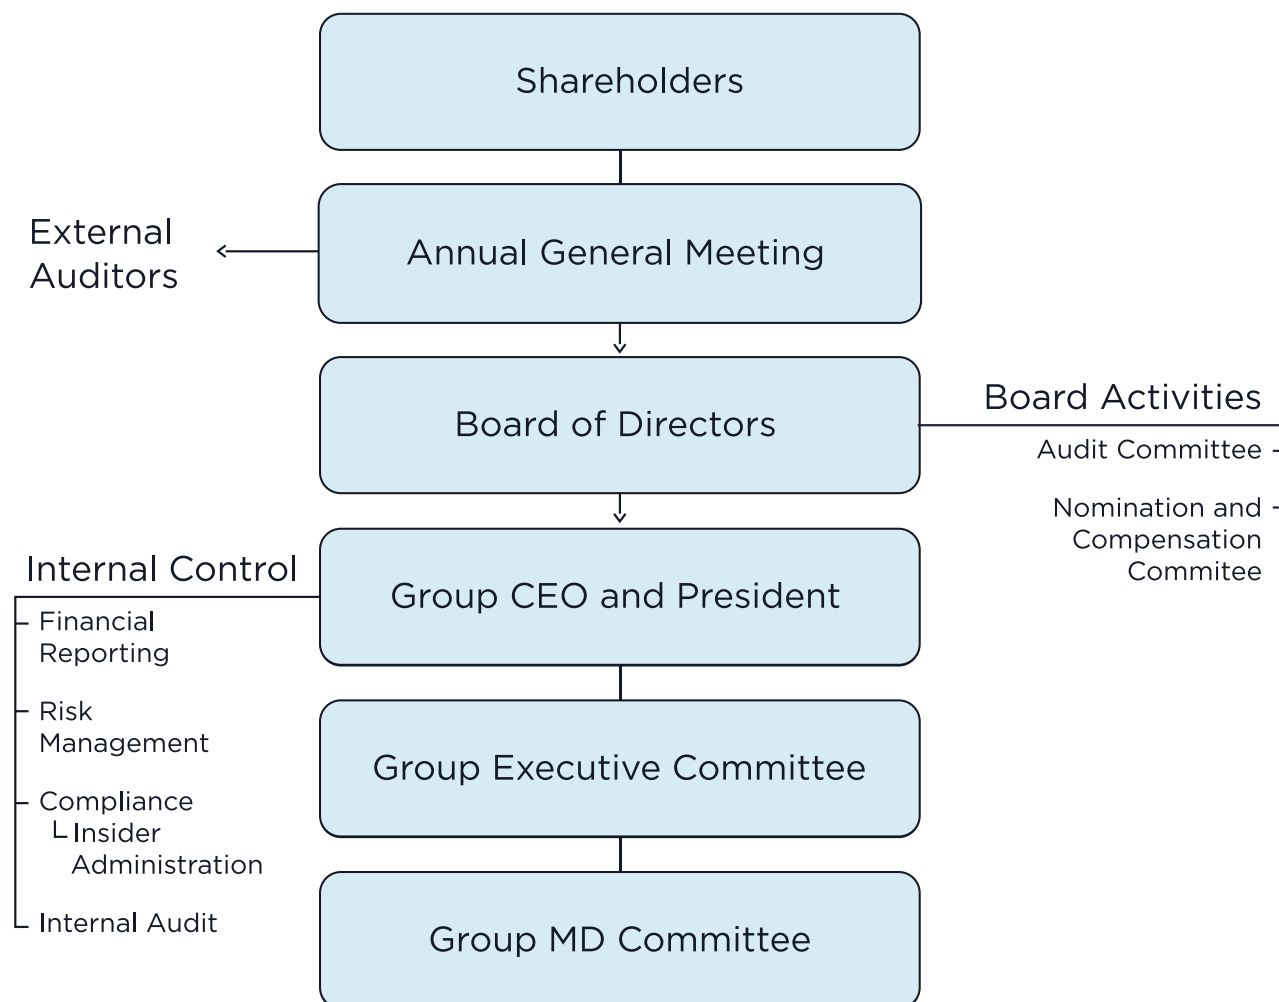 Shareholders
External
Auditors
Annual General Meeting
Board of Directors
Board Activities
Audit Committee
Nomination and
Compensation
Commitee
Internal Control
Group CEO and President
Financial
Reporting
Risk
Management
Compliance
Insider
Administration
Internal Audit
Group Executive Committee
Group MD Committee